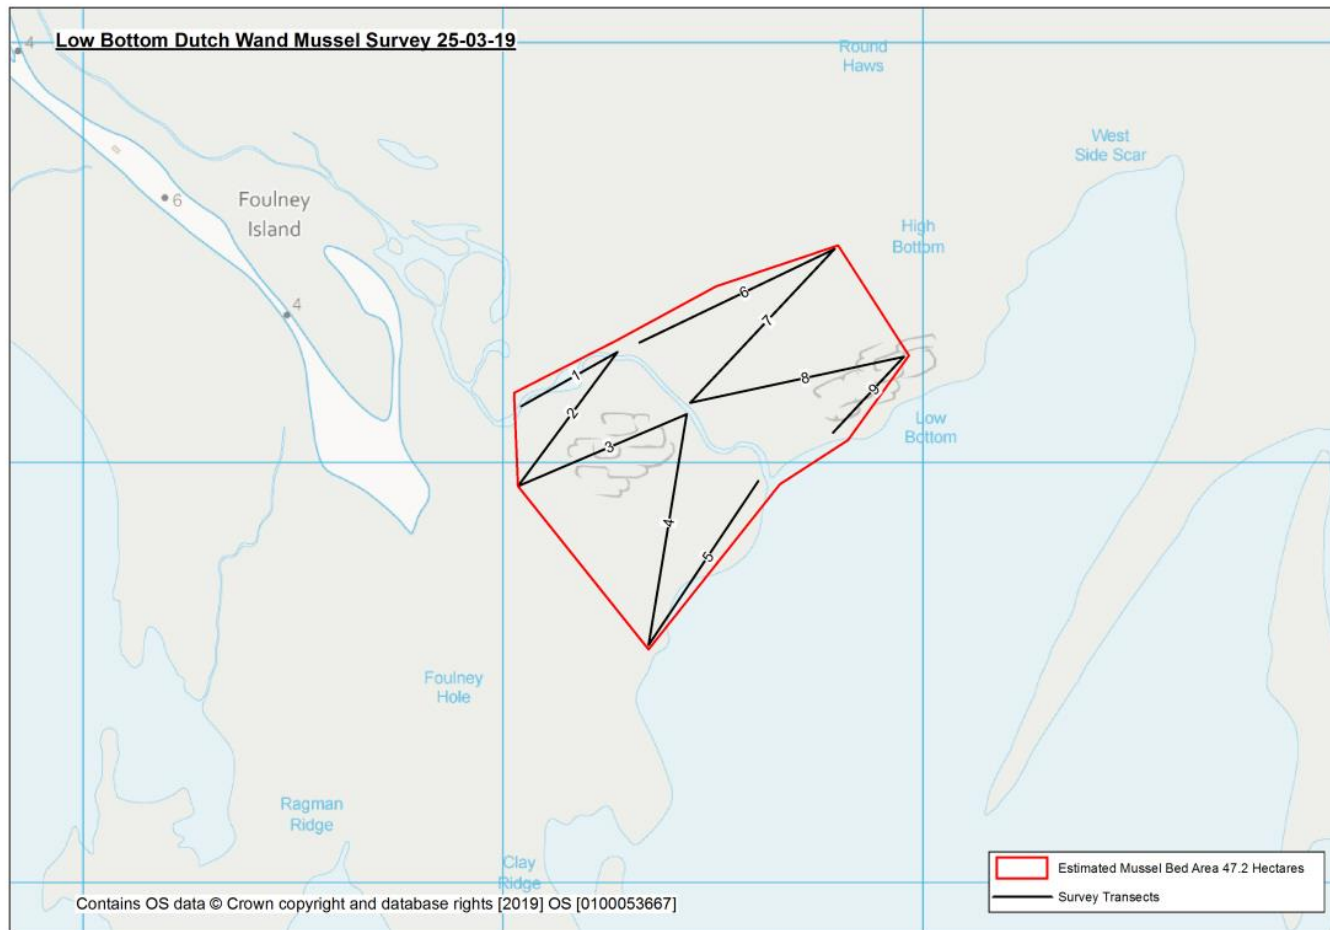 Low Bottom Dutch Wand Mussel Survey 25-03-19
4
Round
Haws
West
Side Scar
6
Foulney
Island
High
Bottom
4
6
7
1
8
9
2
Low
Bottom
3
4
5
Foulney
Hole
Ragman
Ridge
Clay
Ridge
Estimated Mussel Bed Area 47.2 Hectares
Survey Transects
Contains OS data © Crown copyright and database rights [2019] OS [0100053667]